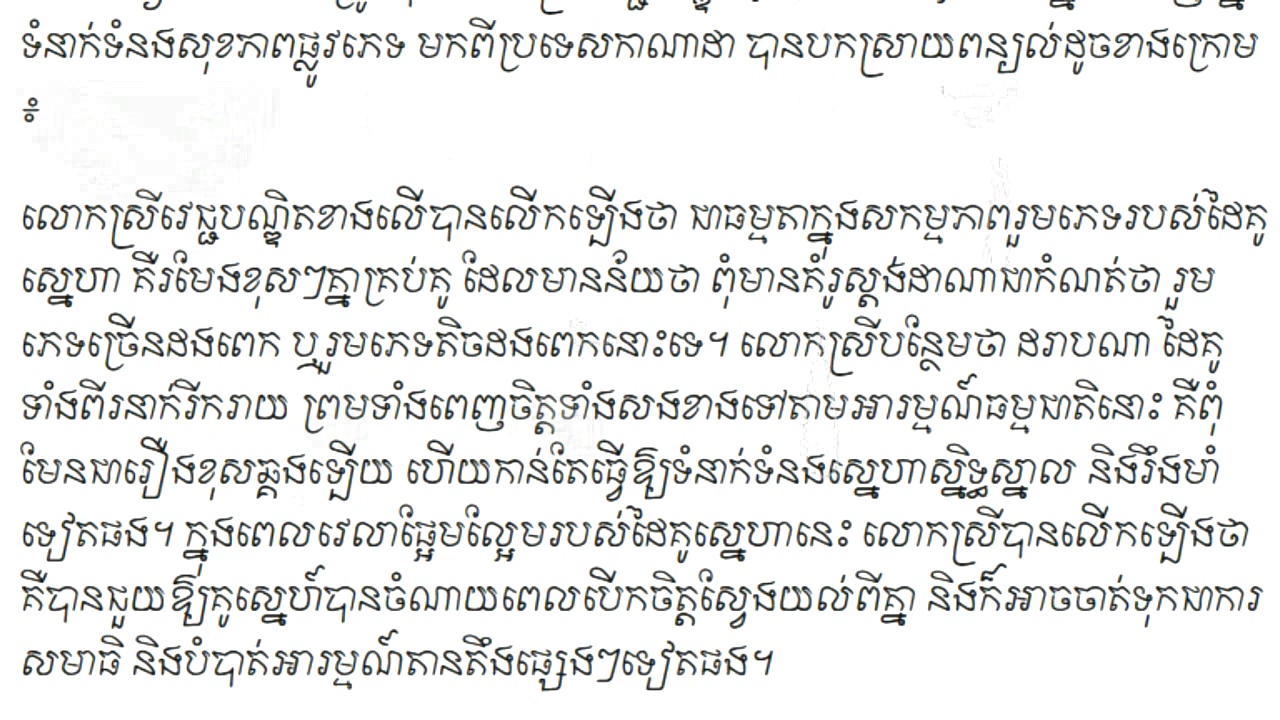 ទំនាក់ទំនងសុខភាពផ្លូវភេទ មកពីប្រទេសកាណាដា បានបកស្រាយពន្យល់ដូចខាងក្រោម
៖
លោកស្រីវេជ្ជបណ្ឌិតខាងលើបានលើកឡើងថា ជាធម្មតាក្នុងសកម្មភាពរួមភេទរបស់ដៃគូ
ស្នេហា គឺរមែងខុសៗគ្នាគ្រប់គូ ដែលមានន័យថា ពុំមានគំរូស្តង់ដាណាជាកំណត់ថា រួម
ភេទច្រើនដងពេក ឬរួមភេទតិចដងពេកនោះទេ។ លោកស្រីបន្ថែមថា ដរាបណា ដៃគូ
ទាំងពីរនាក់រីករាយ ព្រមទាំងពេញចិត្តទាំងសងខាងទៅតាមអារម្មណ៍ធម្មជាតិនោះ គឺពុំ
មែនជារឿងខុសឆ្គងឡើយ ហើយកាន់តែធ្វើឱ្យទំនាក់ទំនងស្នេហាស្និទ្ធស្នាល និងរឹងមាំ
ទៀតផង។ ក្នុងពេលវេលាផ្អែមល្ហែមរបស់ដៃគូស្នេហានេះ លោកស្រីបានលើកឡើងថា
គឺបានជួយឱ្យគូស្នេហ៍បានចំណាយពេលបើកចិត្តស្វែងយល់ពីគ្នា និងក៏អាចចាត់ទុកជាការ
សមាធិ និងបំបាត់អារម្មណ៍តានតឹងផ្សេងៗទៀតផង។